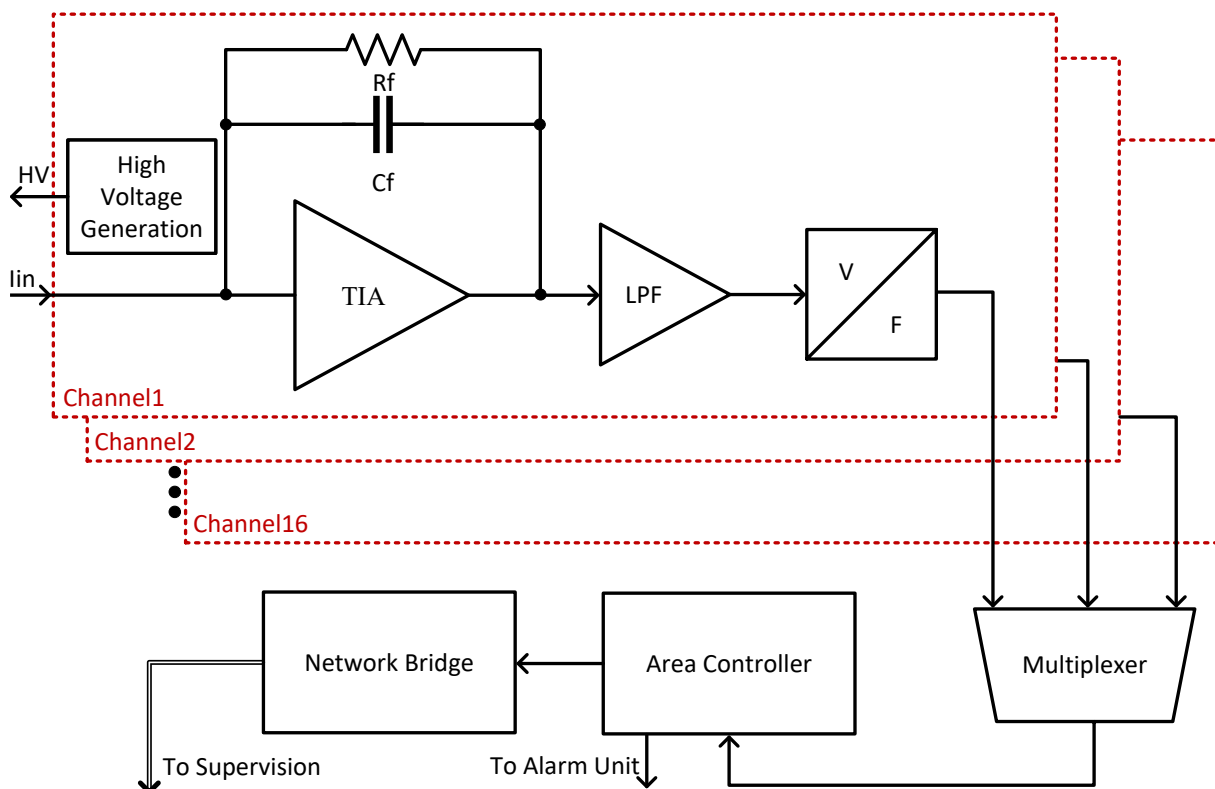 Rf
Cf
HV
High
Voltage
Generation
Iin
TIA
LPF
V
F
Channel1
Channel2
Channel16
Network Bridge
Area Controller
Multiplexer
To Supervision
To Alarm Unit